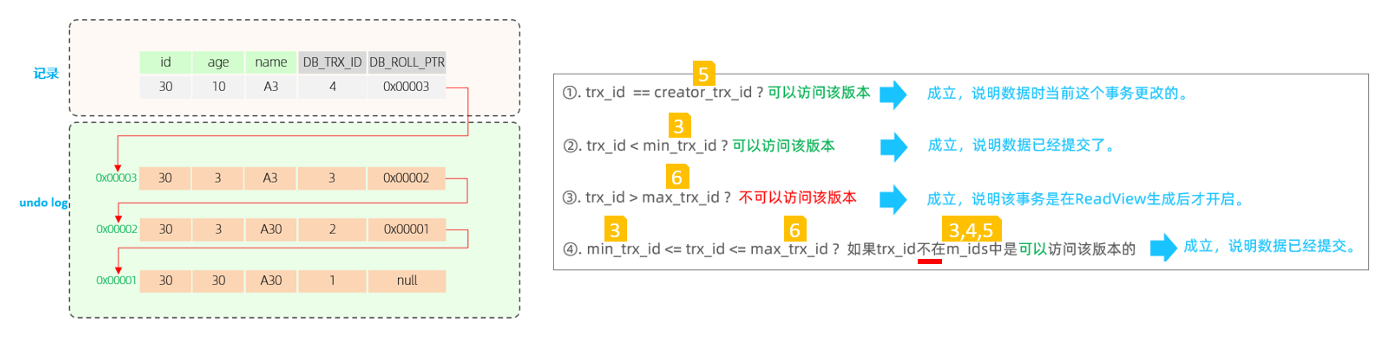 记录
id age name DB_TRX_ID DB_ROLL_PTR
30 10 A3 4 0x00003
undo log
0x00003 30 3 A3 3 0x00002
0x00002 30 3 A30 2 0x00001
0x00001 30 30 A30 1 null
5
①. trx_id == creator_trx_id ? 可以访问该版本 成立，说明数据时当前这个事务更改的。
3
②. trx_id < min_trx_id ? 可以访问该版本 成立，说明数据已经提交了。
6
③. trx_id > max_trx_id ? 不可以访问该版本 成立，说明该事务是在ReadView生成后才开启。
3 6 3,4,5
④. min_trx_id <= trx_id <= max_trx_id ? 如果trx_id不在m_ids中是可以访问该版本的 成立，说明数据已经提交。